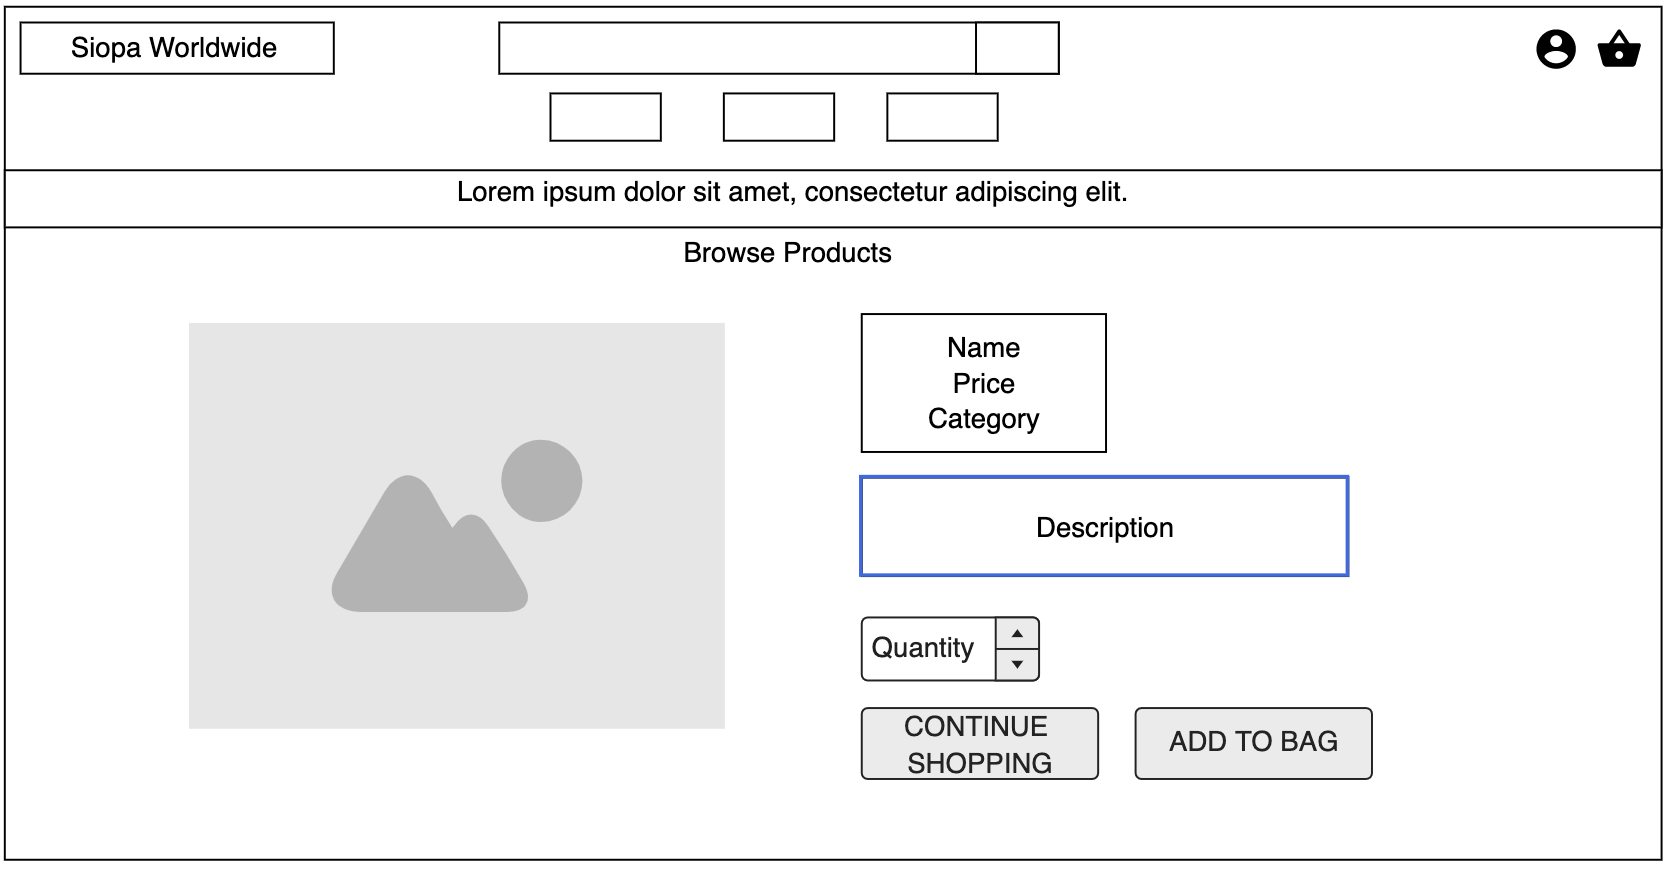 Siopa Worldwide
Lorem ipsum dolor sit amet, consectetur adipiscing elit.
Browse Products
Name
Price
Category
Description
Quantity
CONTINUE
SHOPPING
ADD TO BAG